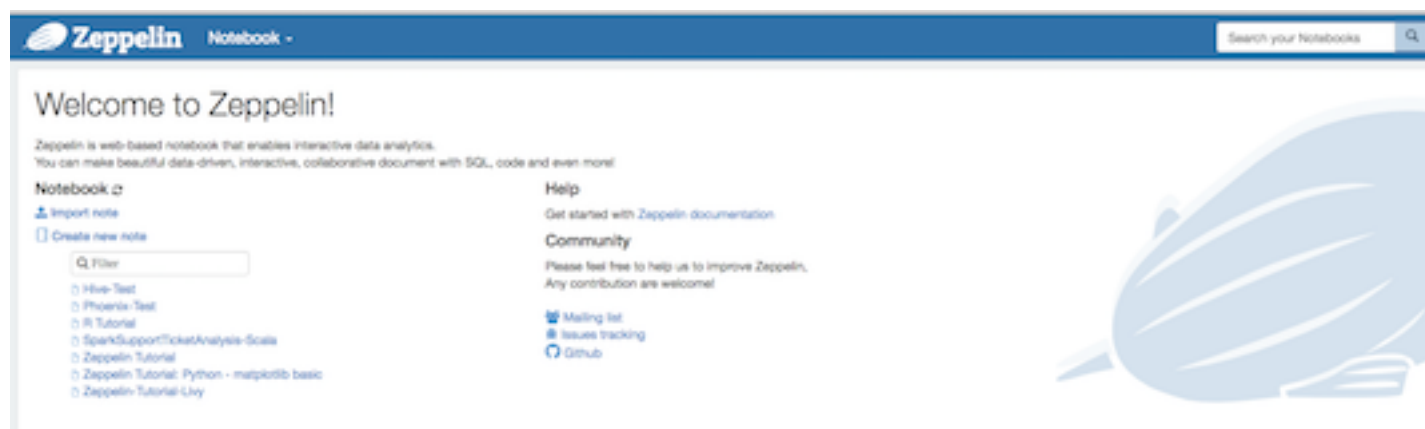 Zeppelin Notebook
Search your Notebooks
Welcome to Zeppelin!
Zeppelin is web-based notebook that enables interactive data analytics.
You can make beautiful data-driven, interactive, collaborative document with SQL, code and even more!
Notebook
Import note
Create new note
Filter
Hive-Test
Phoenix-Test
R Tutorial
SparkSupportTicketAnalysis-Scala
Zeppelin Tutorial
Zeppelin Tutorial: Python - matplotlib basic
Zeppelin-Tutorial-Livy
Help
Get started with Zeppelin documentation
Community
Please feel free to help us to improve Zeppelin,
Any contribution are welcome!
Mailing list
Issues tracking
Github